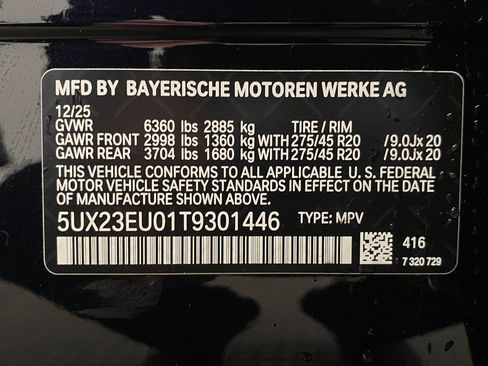 MFD BY BAYERISCHE MOTOREN WERKE AG
12/25
GVWR 6360 lbs 2885 kg TIRE / RIM
GAWR FRONT 2998 lbs 1360 kg WITH 275/45 R20 / 9.0Jx 20
GAWR REAR 3704 lbs 1680 kg WITH 275/45 R20 / 9.0Jx 20
THIS VEHICLE CONFORMS TO ALL APPLICABLE U. S. FEDERAL
MOTOR VEHICLE SAFETY STANDARDS IN EFFECT ON THE DATE
OF MANUFACTURE SHOWN ABOVE.
5UX23EU01T9301446 TYPE: MPV
416
7 320 729